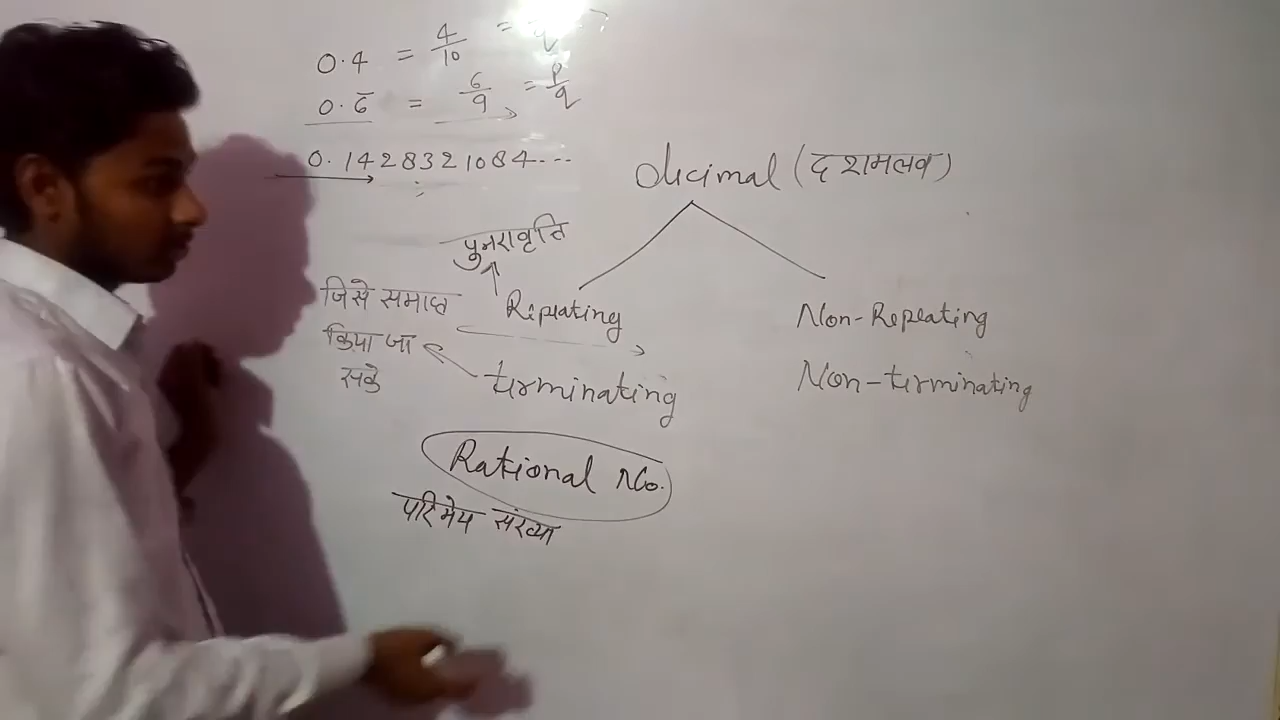 0.4 = 4/10 =
0.6̅ = 6/9 = p/q
0.1428321084...
decimal (दशमलव)
पुनरावृत्ति
Repeating
Non-Repeating
जिसे समाप्त
किया जा
सके
terminating
Non-terminating
Rational No.
परिमेय संख्या